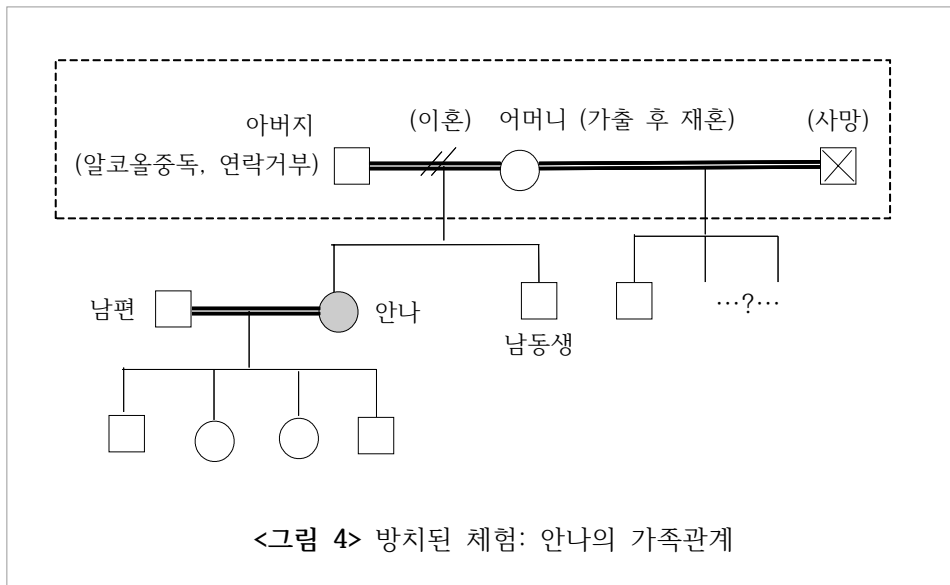 아버지
(이혼)
어머니 (가출 후 재혼)
(사망)
(알코올중독, 연락거부)
남편
안나
…?…
남동생
<그림 4> 방치된 체험: 안나의 가족관계